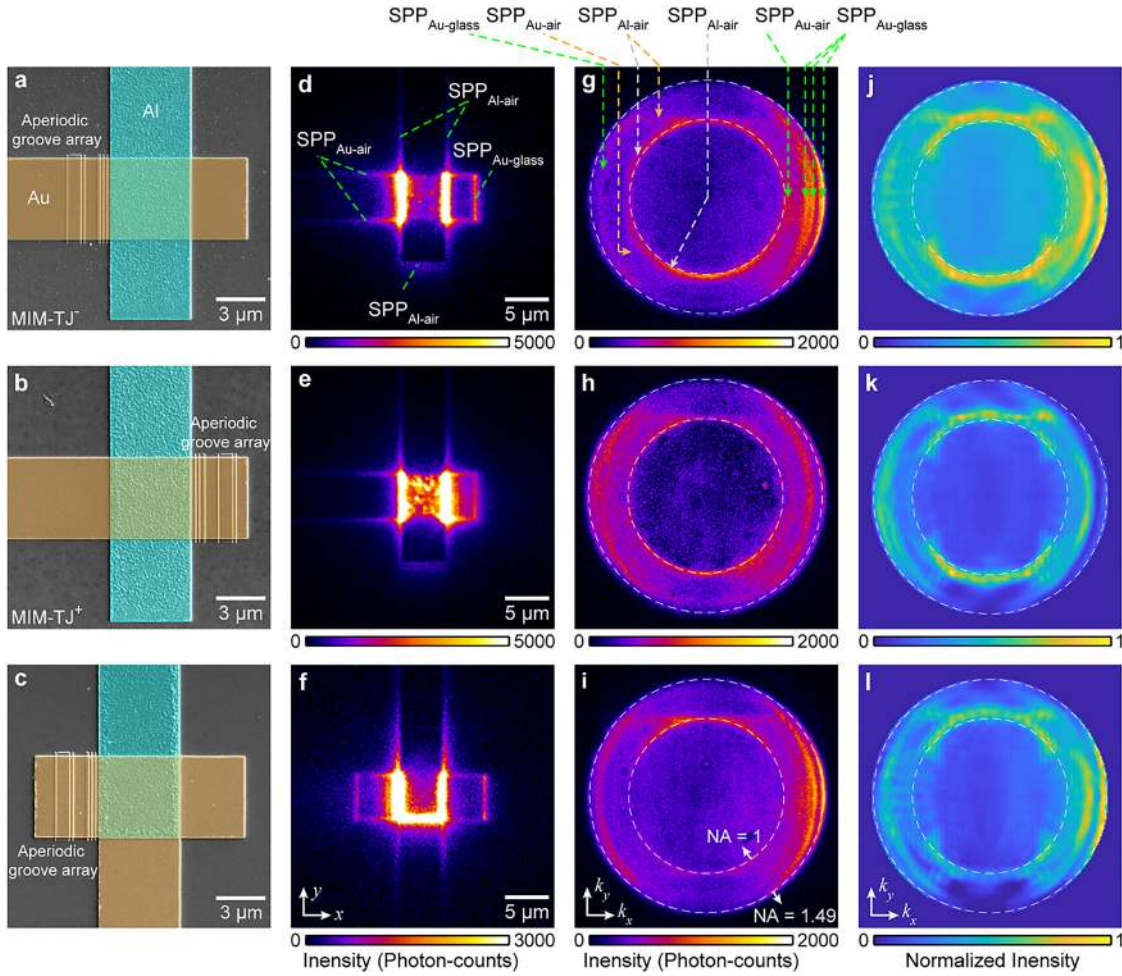 SPPAu-glass SPPAu-air SPPAl-air SPPAl-air SPPAu-air SPPAu-glass
a
Al
Aperiodic
groove array
Au
MIM-TJ-
3 μm
d
SPPAl-air
SPPAu-air
SPPAu-glass
SPPAl-air
5 μm
0 5000
g
0 2000
j
0 1
b
Aperiodic
groove array
MIM-TJ+
3 μm
e
5 μm
0 5000
h
0 2000
k
0 1
c
Aperiodic
groove array
3 μm
f
y
x
5 μm
0 3000
Inensity (Photon-counts)
i
NA = 1
NA = 1.49
ky
kx
0 2000
Inensity (Photon-counts)
l
ky
kx
0 1
Normalized Inensity